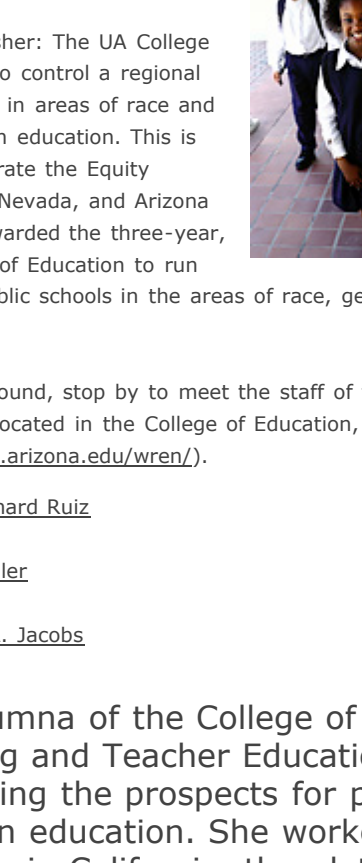 sher: The UA College
o control a regional
in areas of race and
n education. This is
rate the Equity
Nevada, and Arizona
warded the three-year,
of Education to run
blic schools in the areas of race, ge
ound, stop by to meet the staff of
ocated in the College of Education,
.arizona.edu/wren/).
hard Ruiz
ler
. Jacobs
umna of the College of
g and Teacher Educatio
ing the prospects for p
n education. She worke